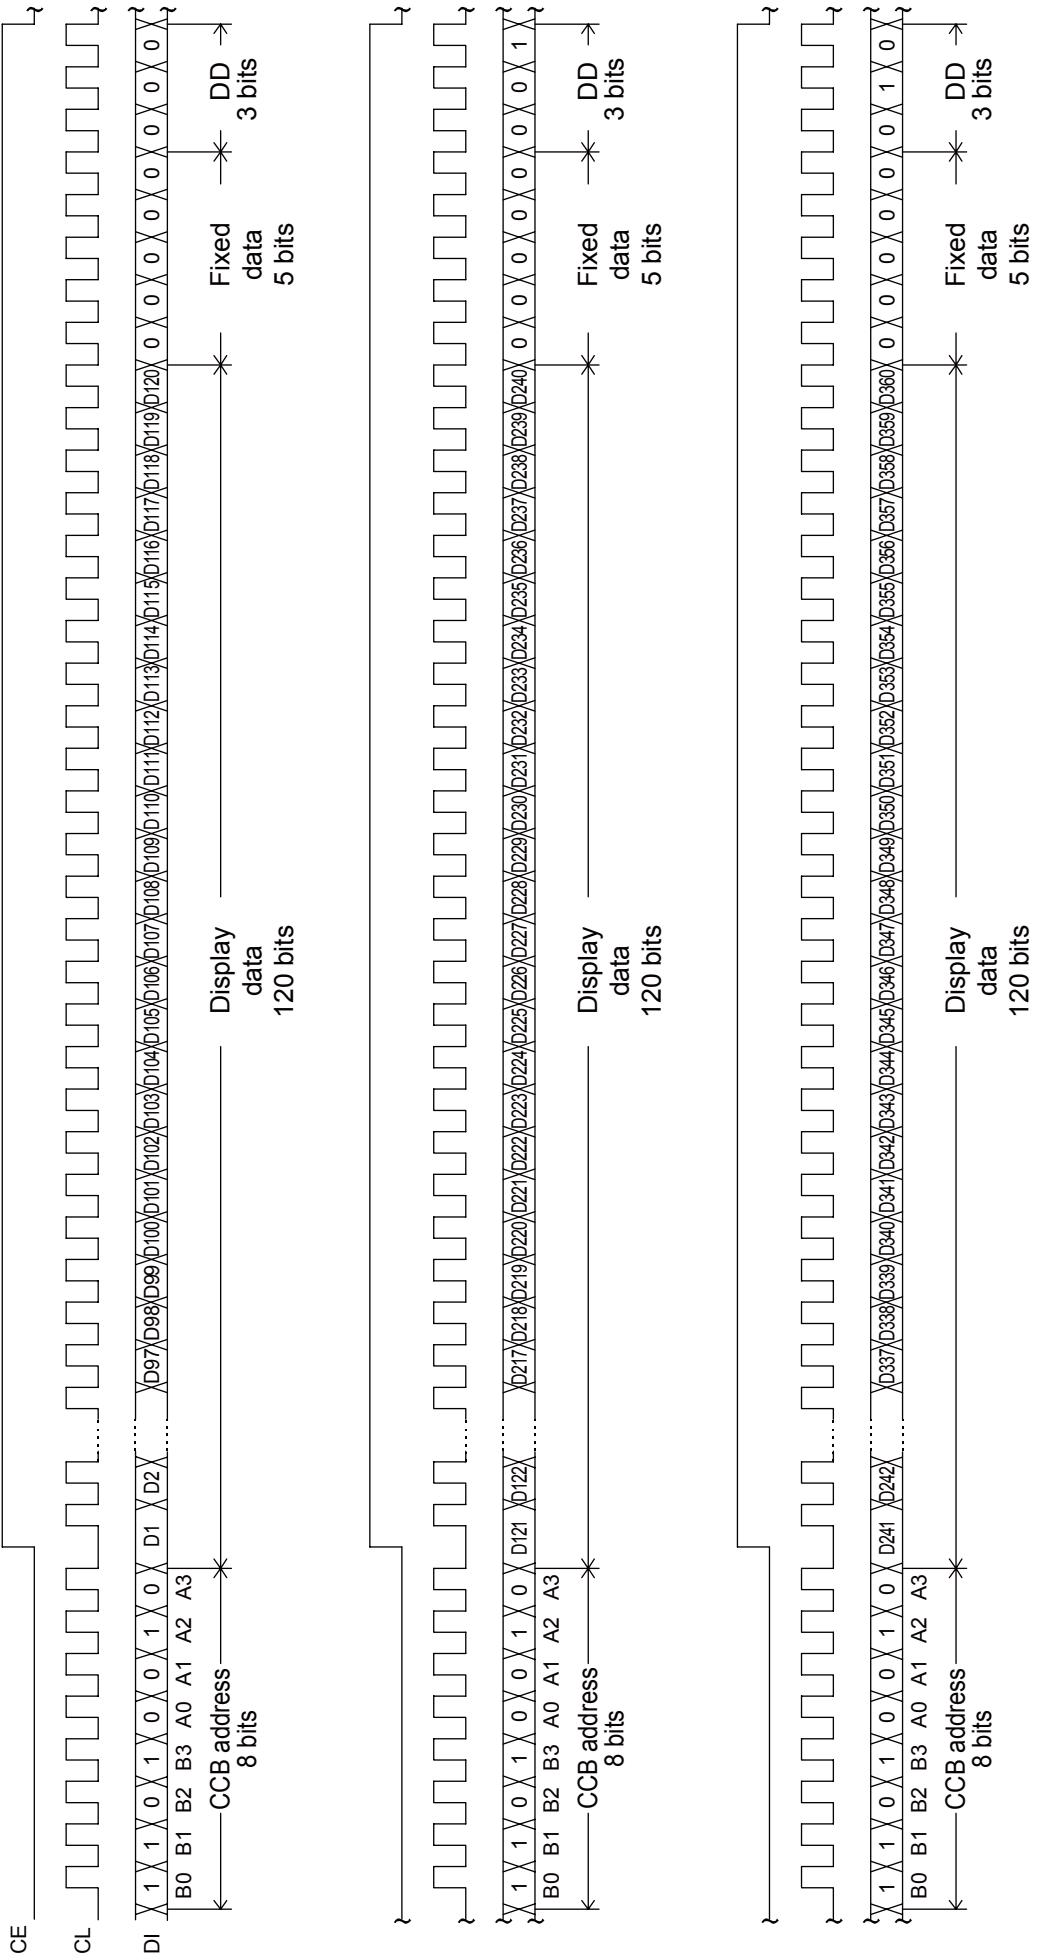 CE
CL
DI 1 1 0 1 0 0 1 0 D1 D2 D97 D98 D99 D100 D101 D102 D103 D104 D105 D106 D107 D108 D109 D110 D111 D112 D113 D114 D115 D116 D117 D118 D119 D120 0 0 0 0 0 0 0 0
B0 B1 B2 B3 A0 A1 A2 A3
CCB address
8 bits
Display
data
120 bits
Fixed
data
5 bits
DD
3 bits
1 1 0 1 0 0 1 0 D121 D122 D217 D218 D219 D220 D221 D222 D223 D224 D225 D226 D227 D228 D229 D230 D231 D232 D233 D234 D235 D236 D237 D238 D239 D240 0 0 0 0 0 0 0 1
B0 B1 B2 B3 A0 A1 A2 A3
CCB address
8 bits
Display
data
120 bits
Fixed
data
5 bits
DD
3 bits
1 1 0 1 0 0 1 0 D241 D242 D337 D338 D339 D340 D341 D342 D343 D344 D345 D346 D347 D348 D349 D350 D351 D352 D353 D354 D355 D356 D357 D358 D359 D360 0 0 0 0 0 0 1 0
B0 B1 B2 B3 A0 A1 A2 A3
CCB address
8 bits
Display
data
120 bits
Fixed
data
5 bits
DD
3 bits